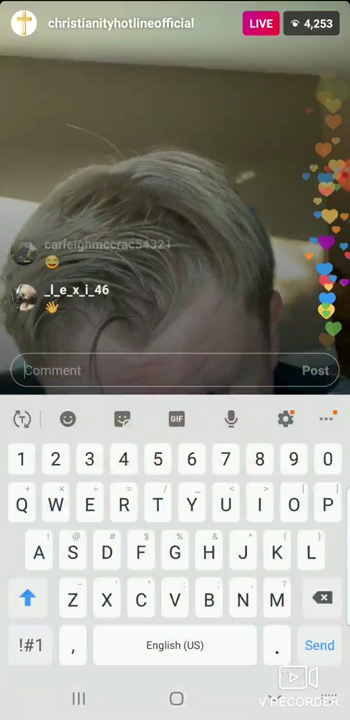 christianityhotlineofficial
LIVE
4,253
carleighmccrac54321
_l_e_x_i_46
Comment
Post
GIF
1 2 3 4 5 6 7 8 9 0
Q W E R T Y U I O P
A S D F G H J K L
Z X C V B N M
!#1 , English (US) . Send
V RECORDER